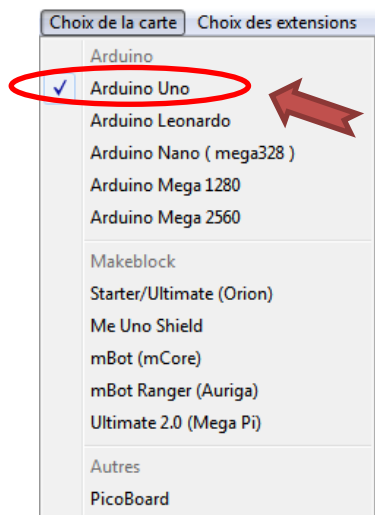 Choix de la carte Choix des extensions
Arduino
Arduino Uno
Arduino Leonardo
Arduino Nano ( mega328 )
Arduino Mega 1280
Arduino Mega 2560
Makeblock
Starter/Ultimate (Orion)
Me Uno Shield
mBot (mCore)
mBot Ranger (Auriga)
Ultimate 2.0 (Mega Pi)
Autres
PicoBoard